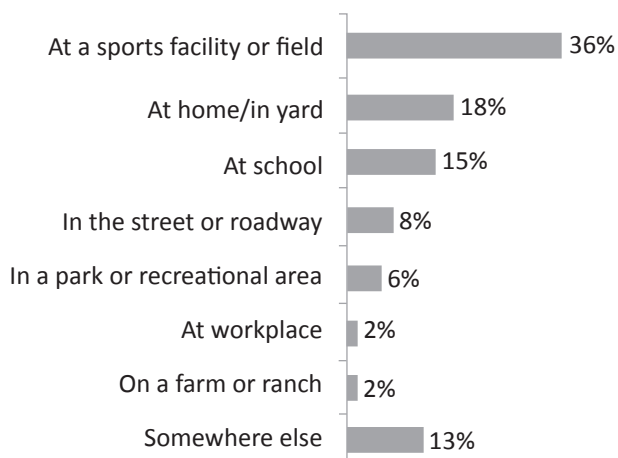 At a sports facility or field 36%
At home/in yard 18%
At school 15%
In the street or roadway 8%
In a park or recreational area 6%
At workplace 2%
On a farm or ranch 2%
Somewhere else 13%